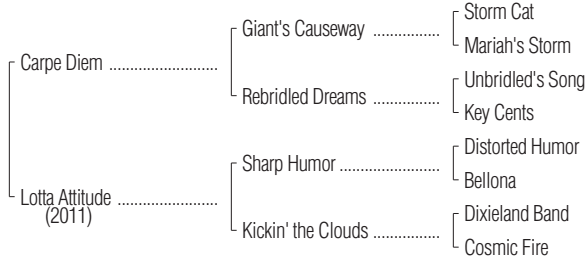 Storm Cat
Giant's Causeway ................
Mariah's Storm
Carpe Diem ..........................
Unbridled's Song
Rebridled Dreams ................
Key Cents
Distorted Humor
Sharp Humor ........................
Bellona
Lotta Attitude ........................
(2011)
Dixieland Band
Kickin' the Clouds ................
Cosmic Fire